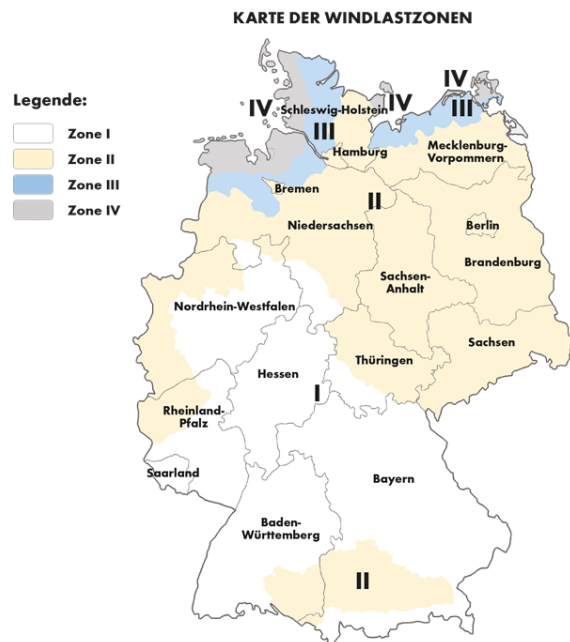 KARTE DER WINDLASTZONEN
Legende:
Zone I
Zone II
Zone III
Zone IV
IV
IV
IV
III
Schleswig-Holstein
III
Hamburg
Mecklenburg-
Vorpommern
Bremen
II
Niedersachsen
Berlin
Brandenburg
Sachsen-
Anhalt
Nordrhein-Westfalen
Sachsen
Thüringen
Hessen
I
Rheinland-
Pfalz
Saarland
Bayern
Baden-
Württemberg
II